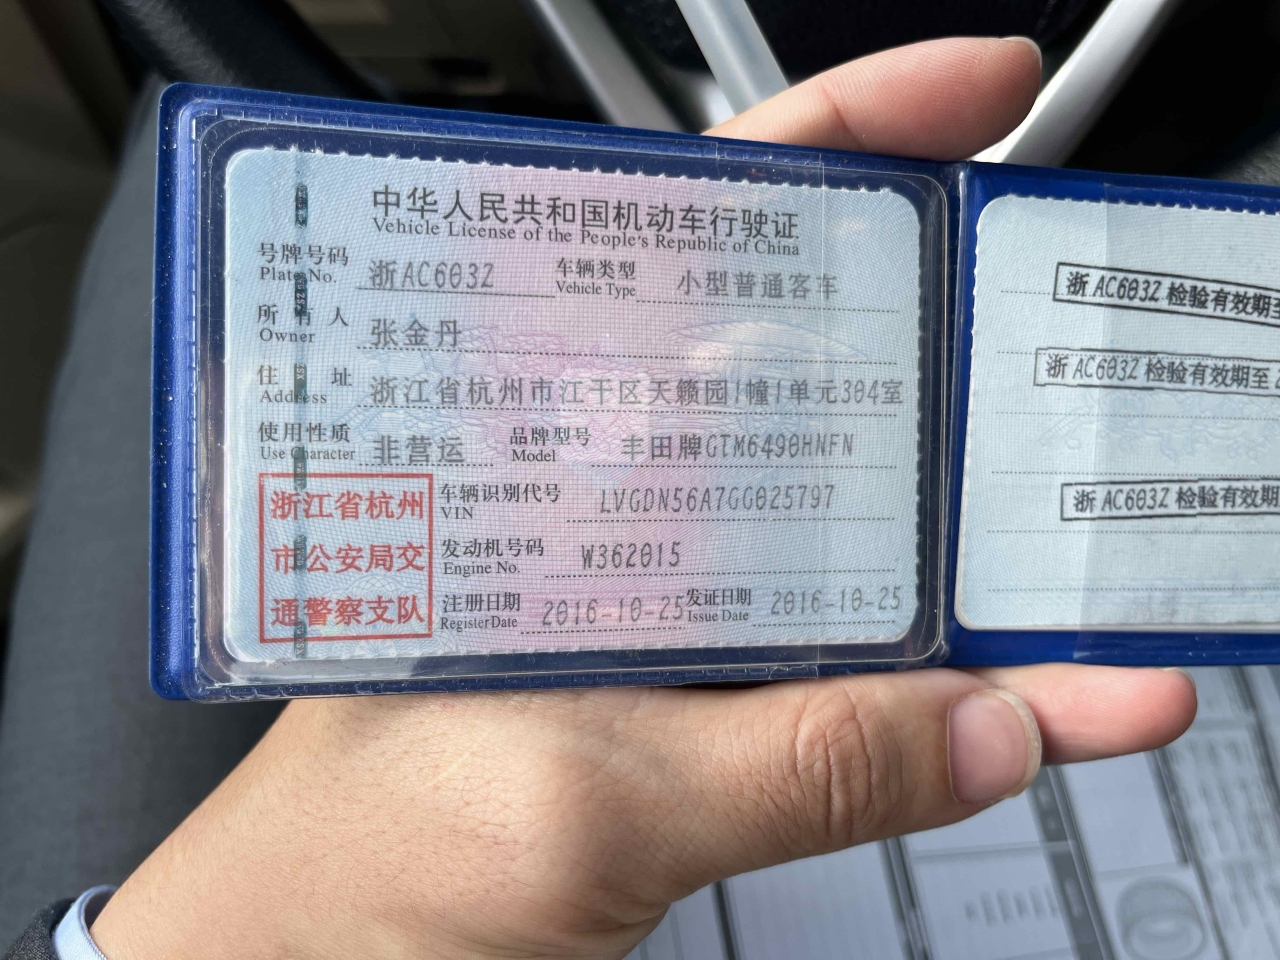 中华人民共和国机动车行驶证
Vehicle License of the People's Republic of China
号牌号码 浙AC603Z 车辆类型 小型普通客车
Plate No. Vehicle Type
所有人 张金丹
Owner
住址 浙江省杭州市江干区天籁园1幢1单元304室
Address
使用性质 非营运 品牌型号 丰田牌GTM6490HNFN
Use Character Model
浙江省杭州
市公安局交
通警察支队
车辆识别代号 LVGDN56A7GG025797
VIN
发动机号码 W362015
Engine No.
注册日期 2016-10-25 发证日期 2016-10-25
Register Date Issue Date
浙AC603Z 检验有效期至
浙AC603Z 检验有效期至 2
浙AC603Z 检验有效期